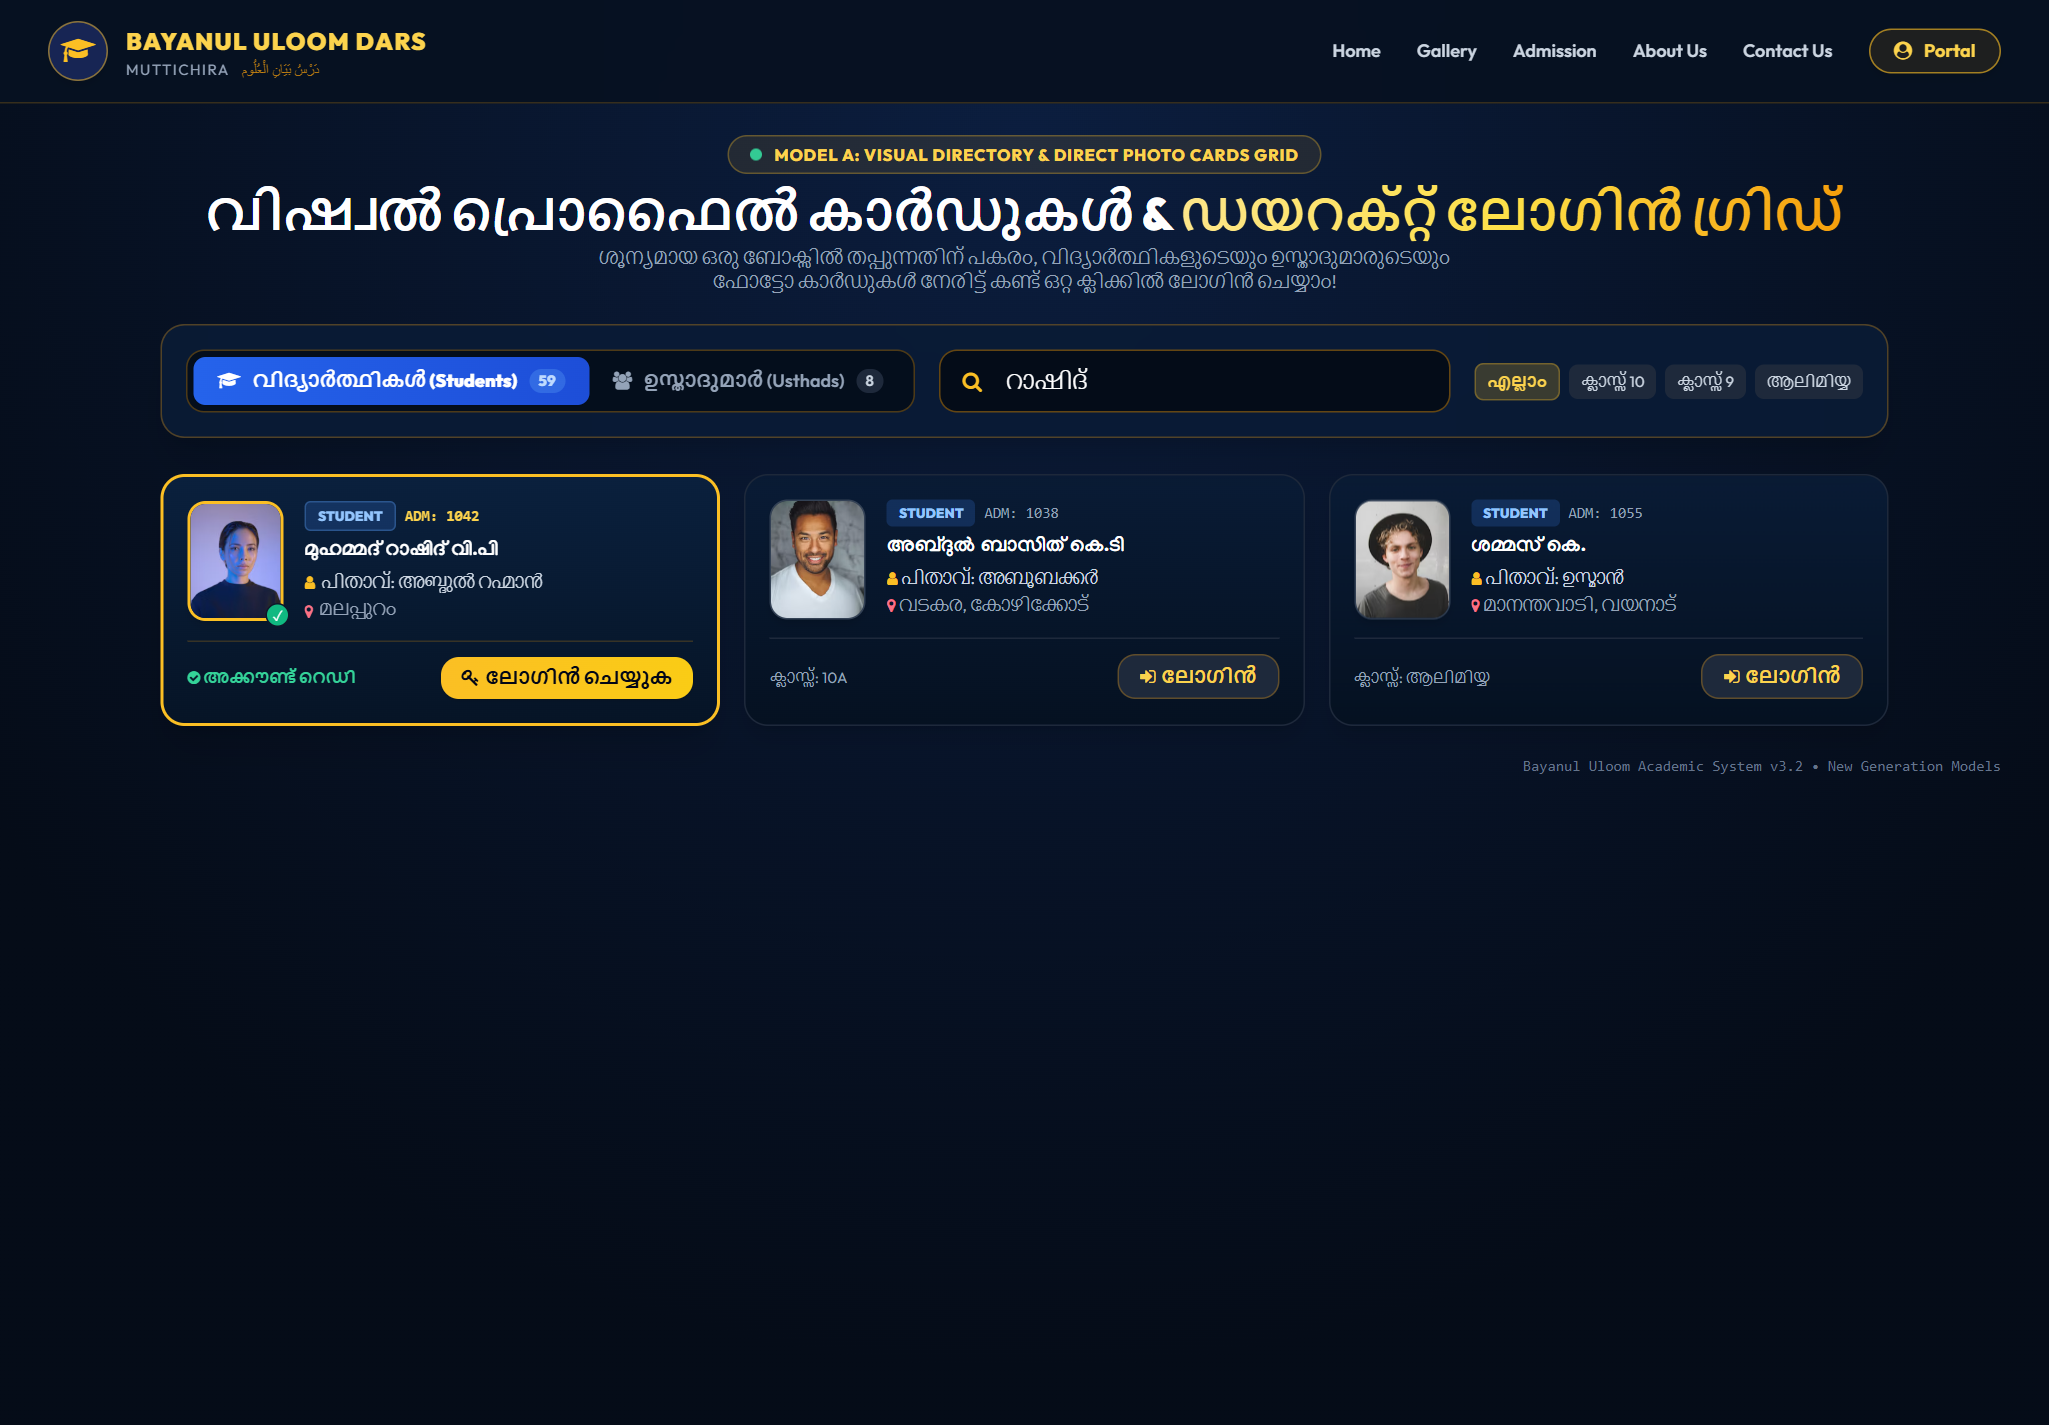 BAYANUL ULOOM DARS
MUTTICHIRA دَرْسُ بَيَانِ الْعُلُوم
Home Gallery Admission About Us Contact Us Portal
MODEL A: VISUAL DIRECTORY & DIRECT PHOTO CARDS GRID
വിഷ്വൽ പ്രൊഫൈൽ കാർഡുകൾ & ഡയറക്റ്റ് ലോഗിൻ ഗ്രിഡ്
ശൂന്യമായ ഒരു ബോക്സിൽ തപ്പുന്നതിന് പകരം, വിദ്യാർത്ഥികളുടെയും ഉസ്താദുമാരുടെയും
ഫോട്ടോ കാർഡുകൾ നേരിട്ട് കണ്ട് ഒറ്റ ക്ലിക്കിൽ ലോഗിൻ ചെയ്യാം!
വിദ്യാർത്ഥികൾ (Students) 59 ഉസ്താദുമാർ (Usthads) 8 റാഷിദ് എല്ലാം ക്ലാസ്സ് 10 ക്ലാസ്സ് 9 ആലിമിയ്യ
STUDENT ADM: 1042
മുഹമ്മദ് റാഷിദ് വി.പി
പിതാവ്: അബ്ദുൽ റഹ്മാൻ
മലപ്പുറം
അക്കൗണ്ട് റെഡി ലോഗിൻ ചെയ്യുക
STUDENT ADM: 1038
അബ്ദുൽ ബാസിത് കെ.ടി
പിതാവ്: അബൂബക്കർ
വടകര, കോഴിക്കോട്
ക്ലാസ്സ്: 10A ലോഗിൻ
STUDENT ADM: 1055
ശമ്മസ് കെ.
പിതാവ്: ഉസ്മാൻ
മാനന്തവാടി, വയനാട്
ക്ലാസ്സ്: ആലിമിയ്യ ലോഗിൻ
Bayanul Uloom Academic System v3.2 • New Generation Models